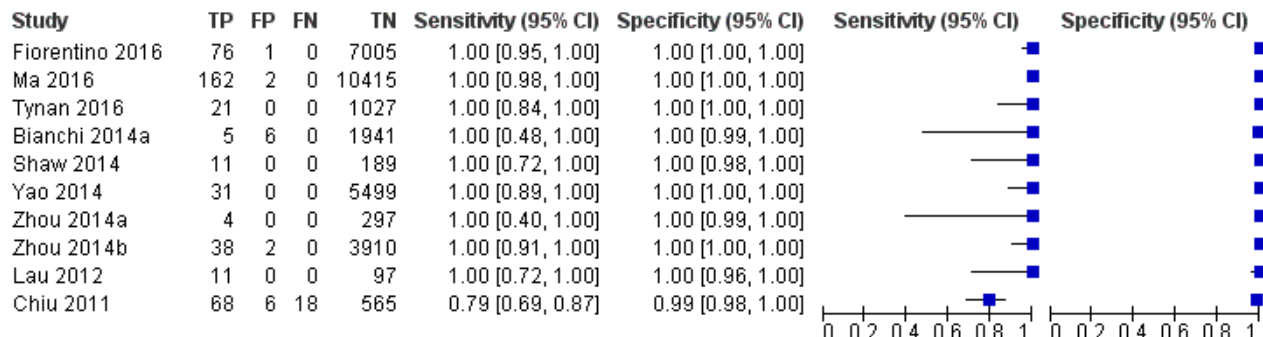 Study TP FP FN TN Sensitivity (95% CI) Specificity (95% CI) Sensitivity (95% CI) Specificity (95% CI)
Fiorentino 2016 76 1 0 7005 1.00 [0.95, 1.00] 1.00 [1.00, 1.00]
Ma 2016 162 2 0 10415 1.00 [0.98, 1.00] 1.00 [1.00, 1.00]
Tynan 2016 21 0 0 1027 1.00 [0.84, 1.00] 1.00 [1.00, 1.00]
Bianchi 2014a 5 6 0 1941 1.00 [0.48, 1.00] 1.00 [0.99, 1.00]
Shaw 2014 11 0 0 189 1.00 [0.72, 1.00] 1.00 [0.98, 1.00]
Yao 2014 31 0 0 5499 1.00 [0.89, 1.00] 1.00 [1.00, 1.00]
Zhou 2014a 4 0 0 297 1.00 [0.40, 1.00] 1.00 [0.99, 1.00]
Zhou 2014b 38 2 0 3910 1.00 [0.91, 1.00] 1.00 [1.00, 1.00]
Lau 2012 11 0 0 97 1.00 [0.72, 1.00] 1.00 [0.96, 1.00]
Chiu 2011 68 6 18 565 0.79 [0.69, 0.87] 0.99 [0.98, 1.00]
0 0.2 0.4 0.6 0.8 1 0 0.2 0.4 0.6 0.8 1